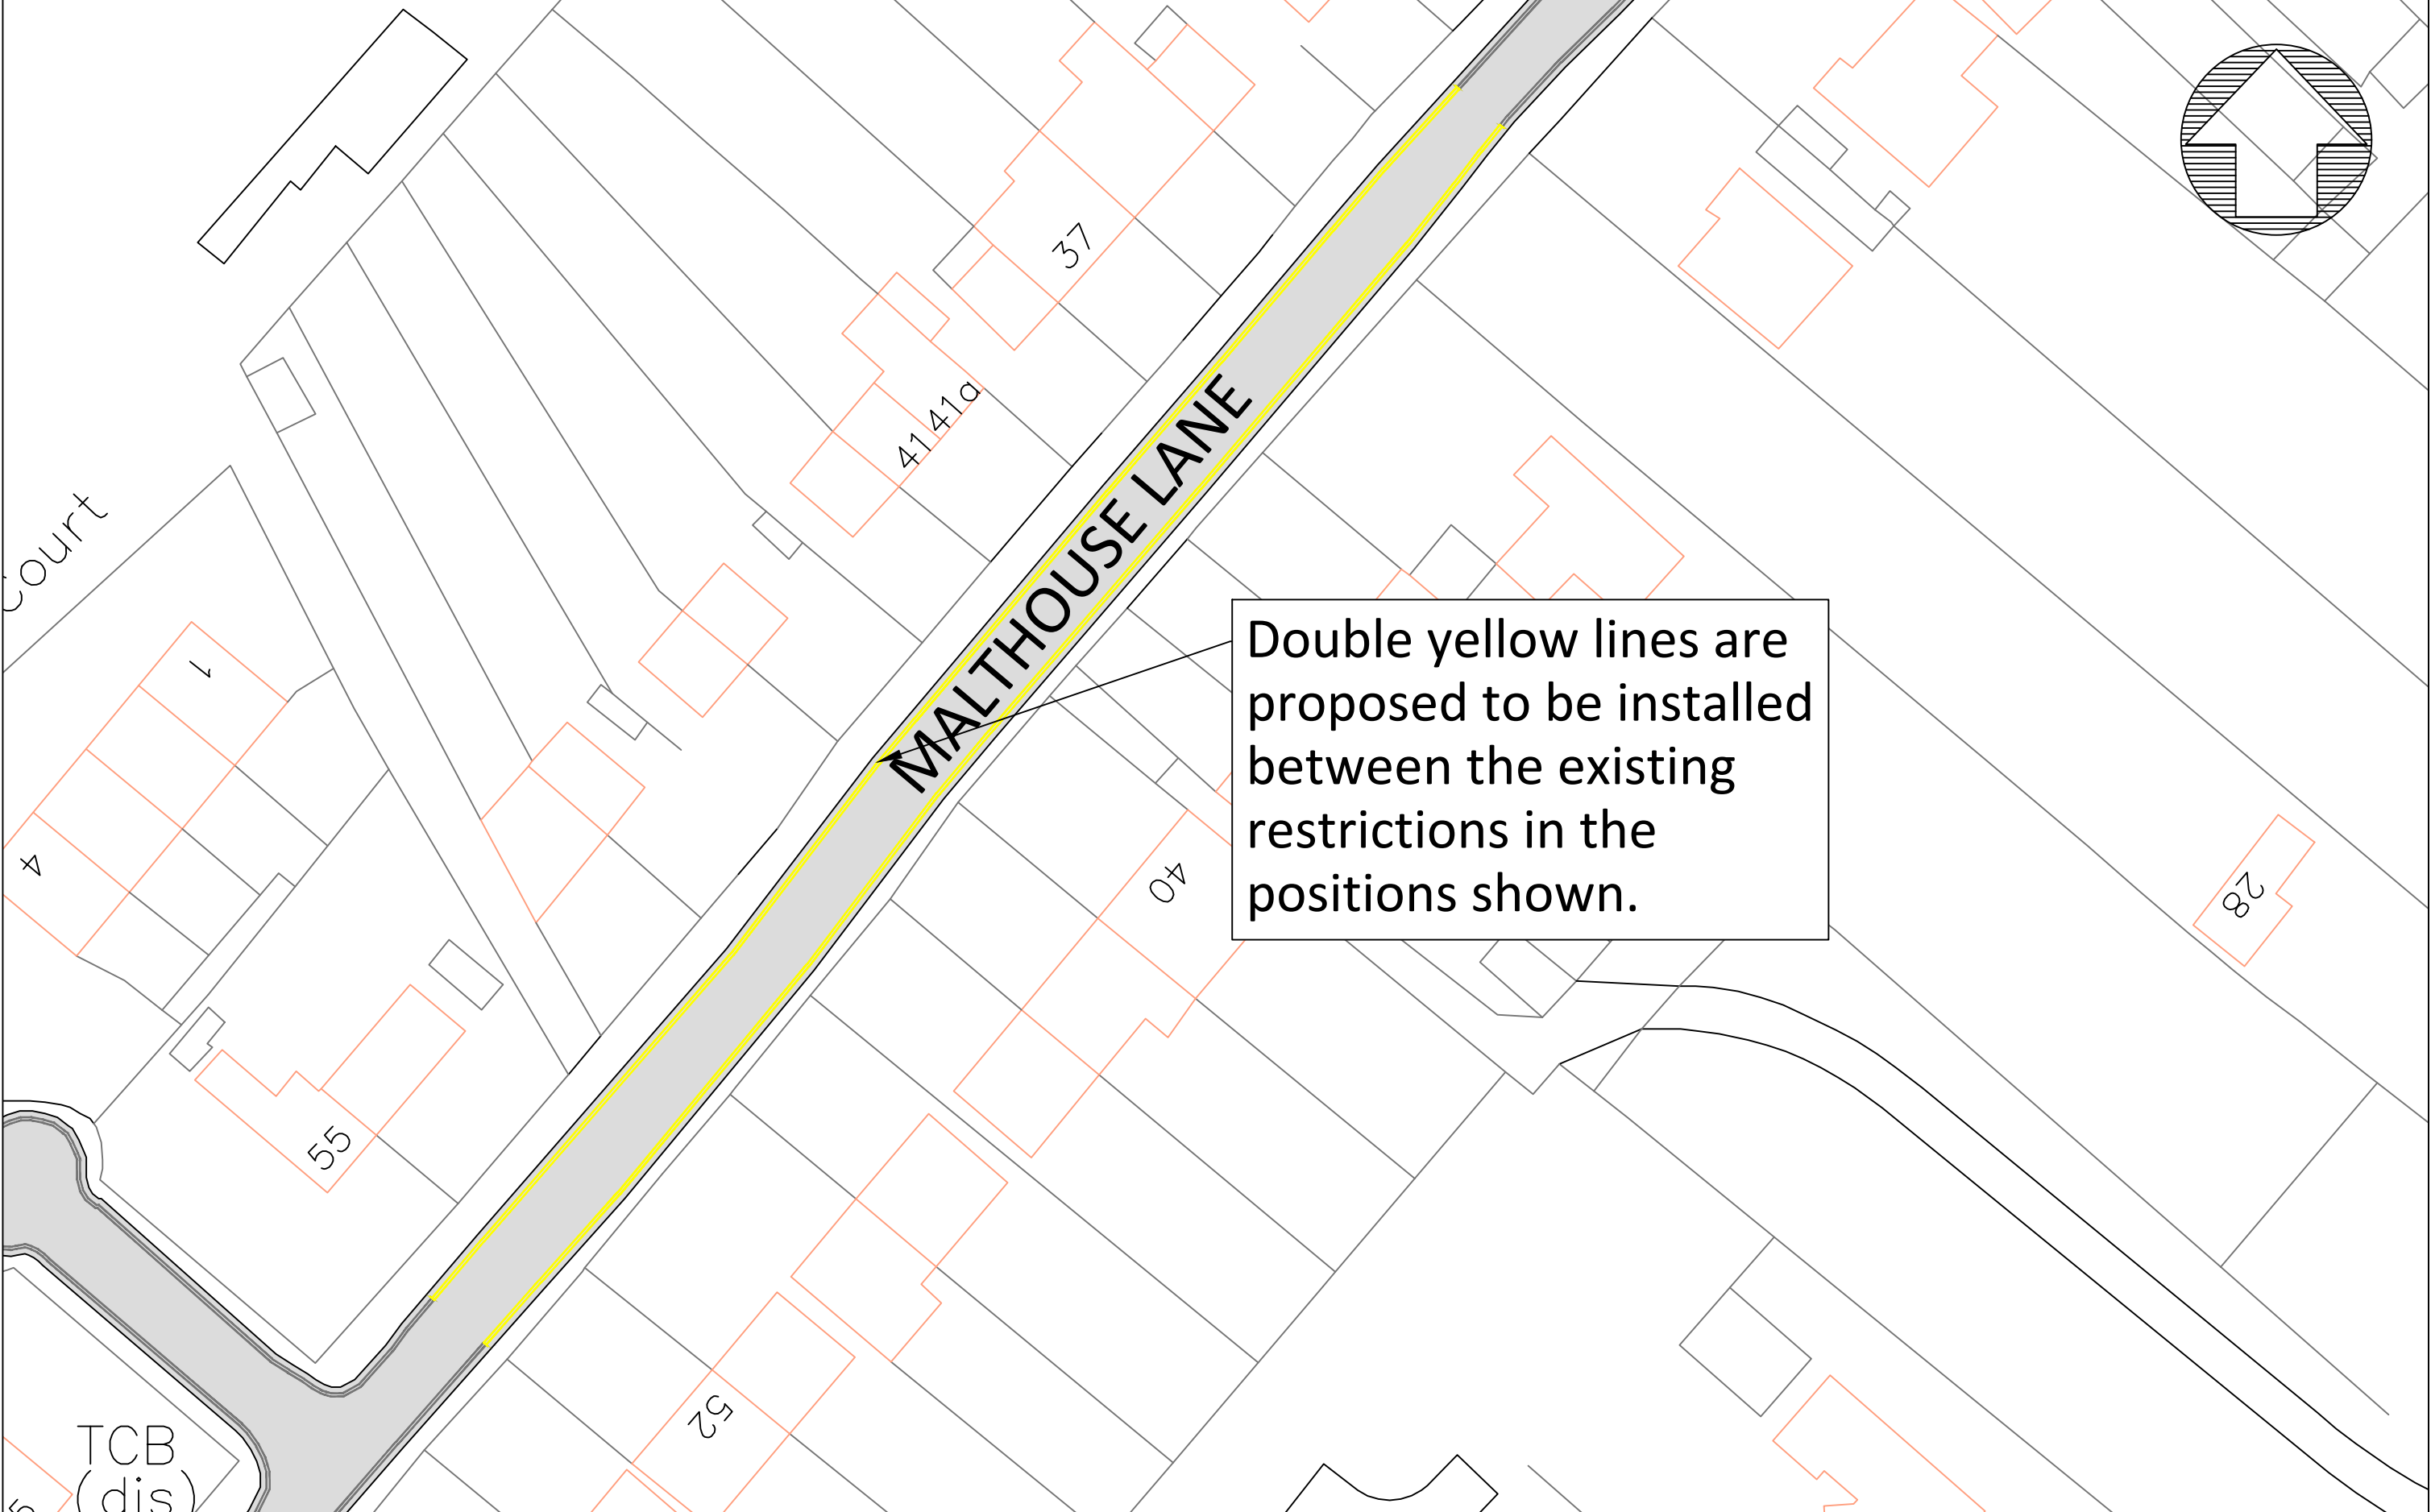 37
41 41a
Court
MALTHOUSE LANE
Double yellow lines are
proposed to be installed
between the existing
restrictions in the
positions shown.
1
4
40
28
55
52
TCB
(dis)